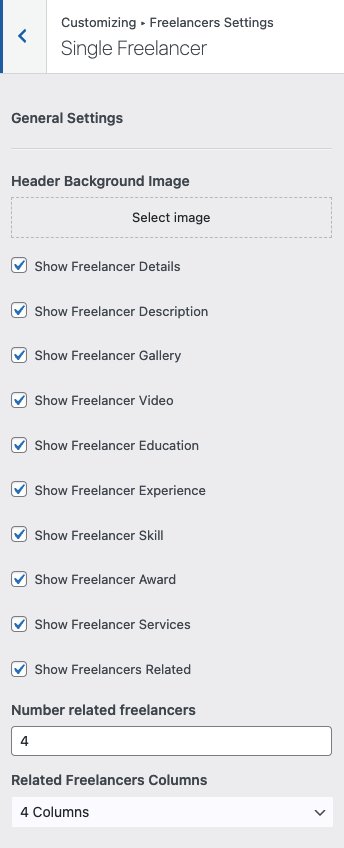 Customizing ▸ Freelancers Settings
Single Freelancer
General Settings
Header Background Image
Select image
Show Freelancer Details
Show Freelancer Description
Show Freelancer Gallery
Show Freelancer Video
Show Freelancer Education
Show Freelancer Experience
Show Freelancer Skill
Show Freelancer Award
Show Freelancer Services
Show Freelancers Related
Number related freelancers
4
Related Freelancers Columns
4 Columns